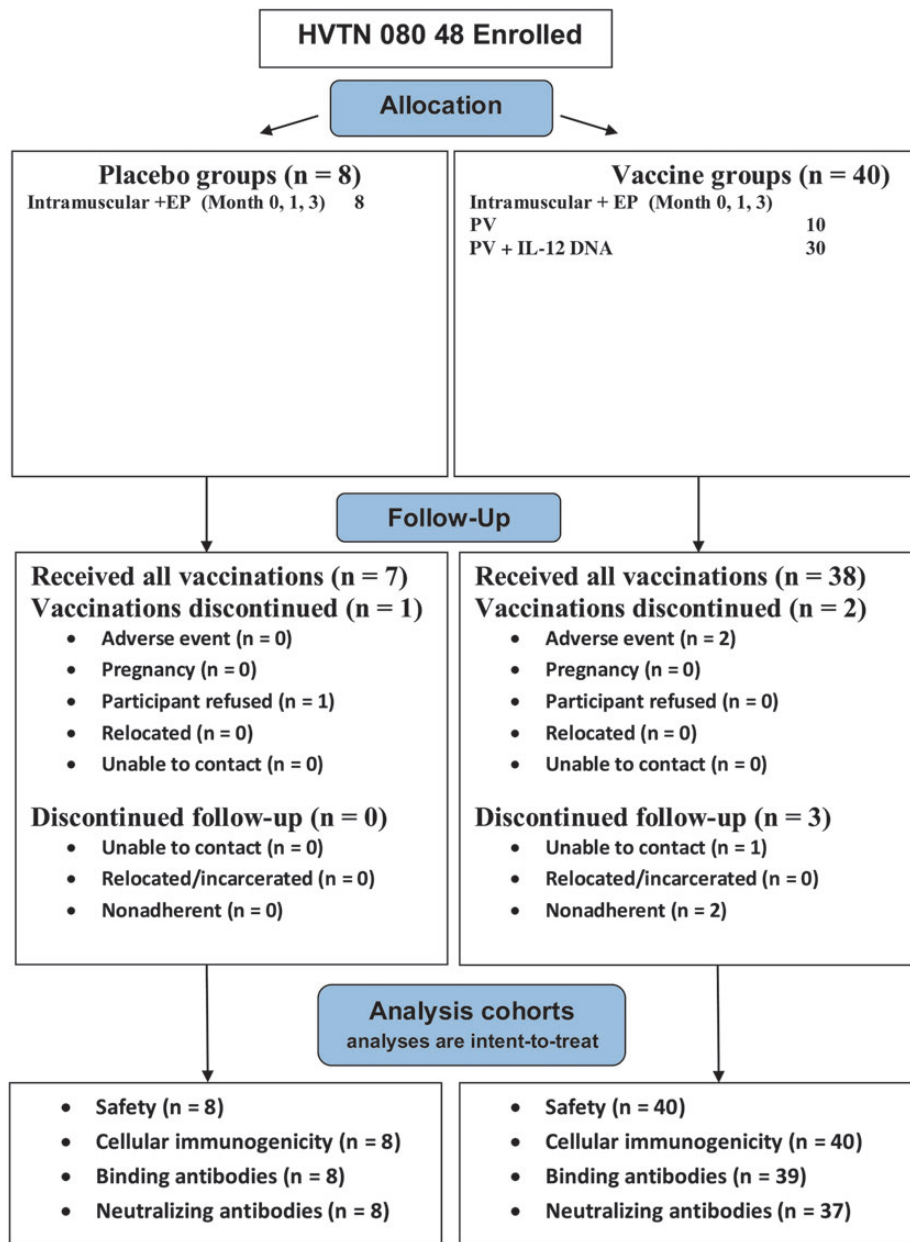 HVTN 080 48 Enrolled
Allocation
Placebo groups (n = 8)
Intramuscular +EP (Month 0, 1, 3) 8
Vaccine groups (n = 40)
Intramuscular + EP (Month 0, 1, 3)
PV 10
PV + IL-12 DNA 30
Follow-Up
Received all vaccinations (n = 7)
Vaccinations discontinued (n = 1)
• Adverse event (n = 0)
• Pregnancy (n = 0)
• Participant refused (n = 1)
• Relocated (n = 0)
• Unable to contact (n = 0)
Discontinued follow-up (n = 0)
• Unable to contact (n = 0)
• Relocated/incarcerated (n = 0)
• Nonadherent (n = 0)
Received all vaccinations (n = 38)
Vaccinations discontinued (n = 2)
• Adverse event (n = 2)
• Pregnancy (n = 0)
• Participant refused (n = 0)
• Relocated (n = 0)
• Unable to contact (n = 0)
Discontinued follow-up (n = 3)
• Unable to contact (n = 1)
• Relocated/incarcerated (n = 0)
• Nonadherent (n = 2)
Analysis cohorts
analyses are intent-to-treat
• Safety (n = 8)
• Cellular immunogenicity (n = 8)
• Binding antibodies (n = 8)
• Neutralizing antibodies (n = 8)
• Safety (n = 40)
• Cellular immunogenicity (n = 40)
• Binding antibodies (n = 39)
• Neutralizing antibodies (n = 37)